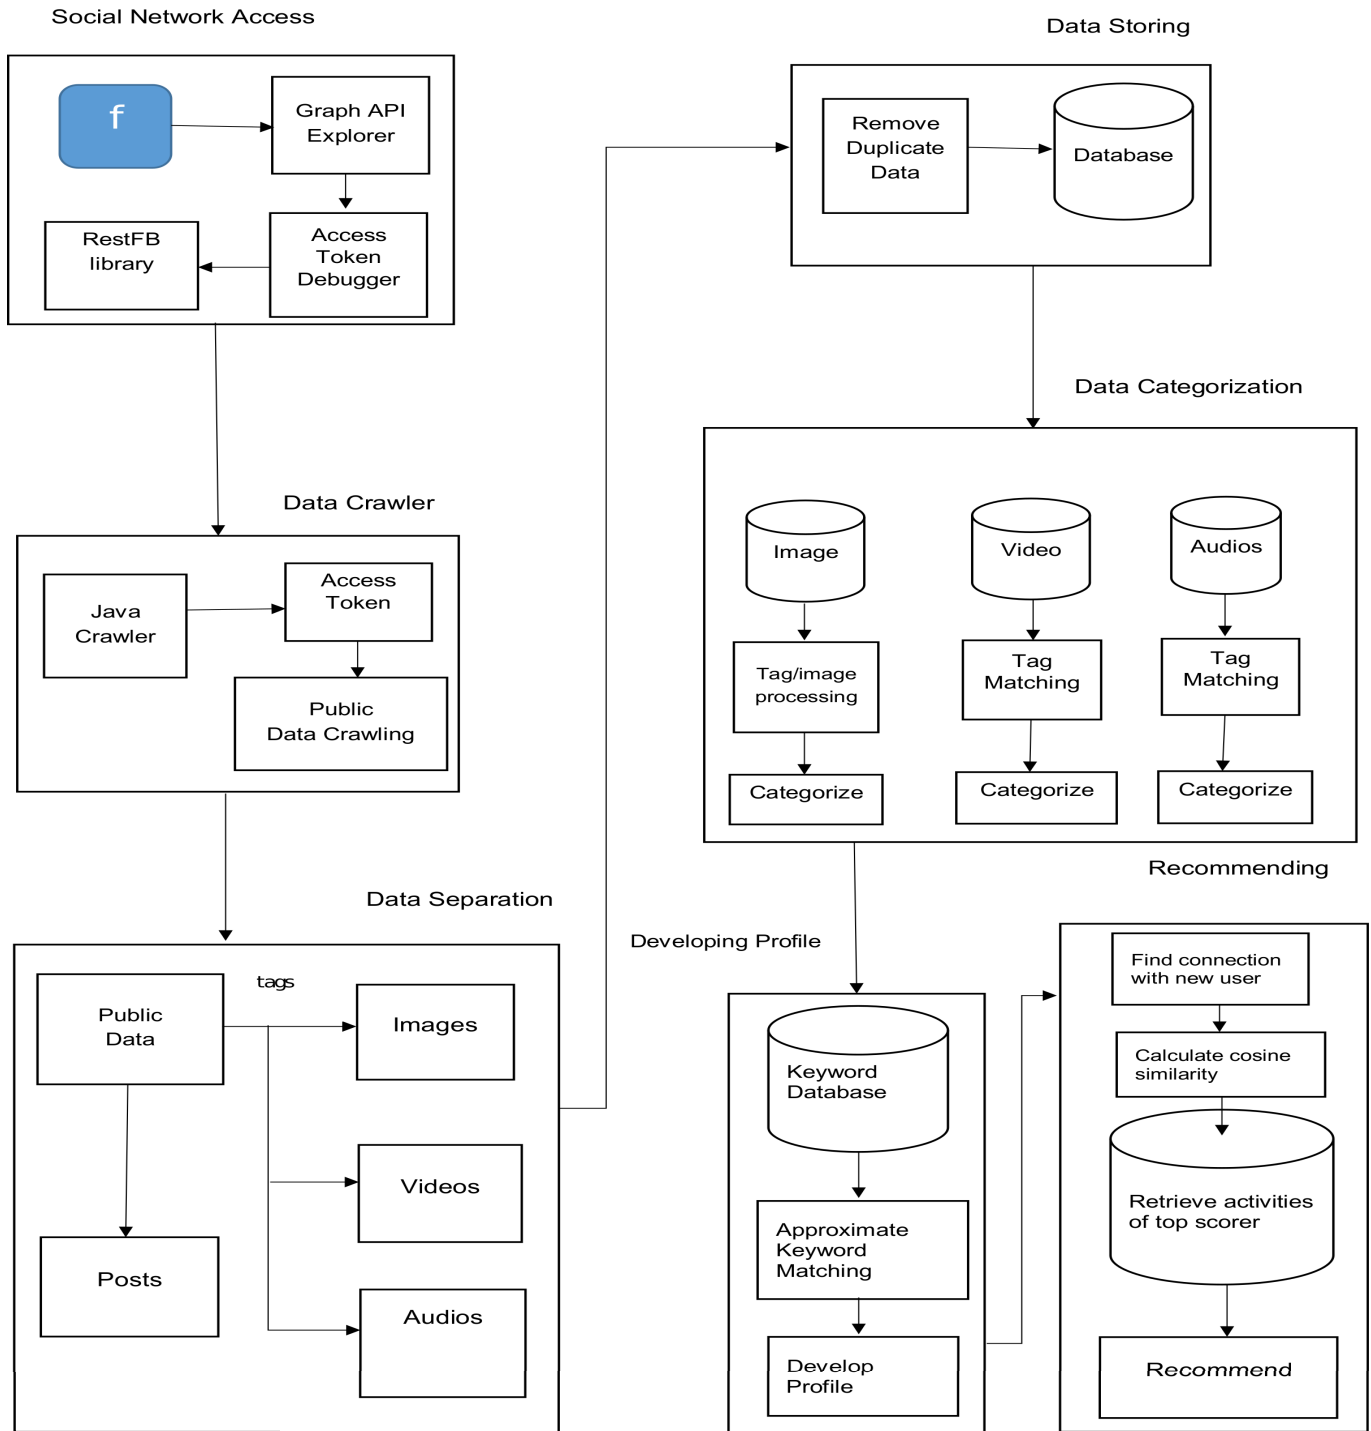 Social Network Access
f
Graph API
Explorer
RestFB
library
Access
Token
Debugger
Data Crawler
Java
Crawler
Access
Token
Public
Data Crawling
Data Separation
Public
Data
tags
Images
Videos
Posts
Audios
Data Storing
Remove
Duplicate
Data
Database
Data Categorization
Image
Video
Audios
Tag/image
processing
Tag
Matching
Tag
Matching
Categorize
Categorize
Categorize
Developing Profile
Keyword
Database
Approximate
Keyword
Matching
Develop
Profile
Recommending
Find connection
with new user
Calculate cosine
similarity
Retrieve activities
of top scorer
Recommend